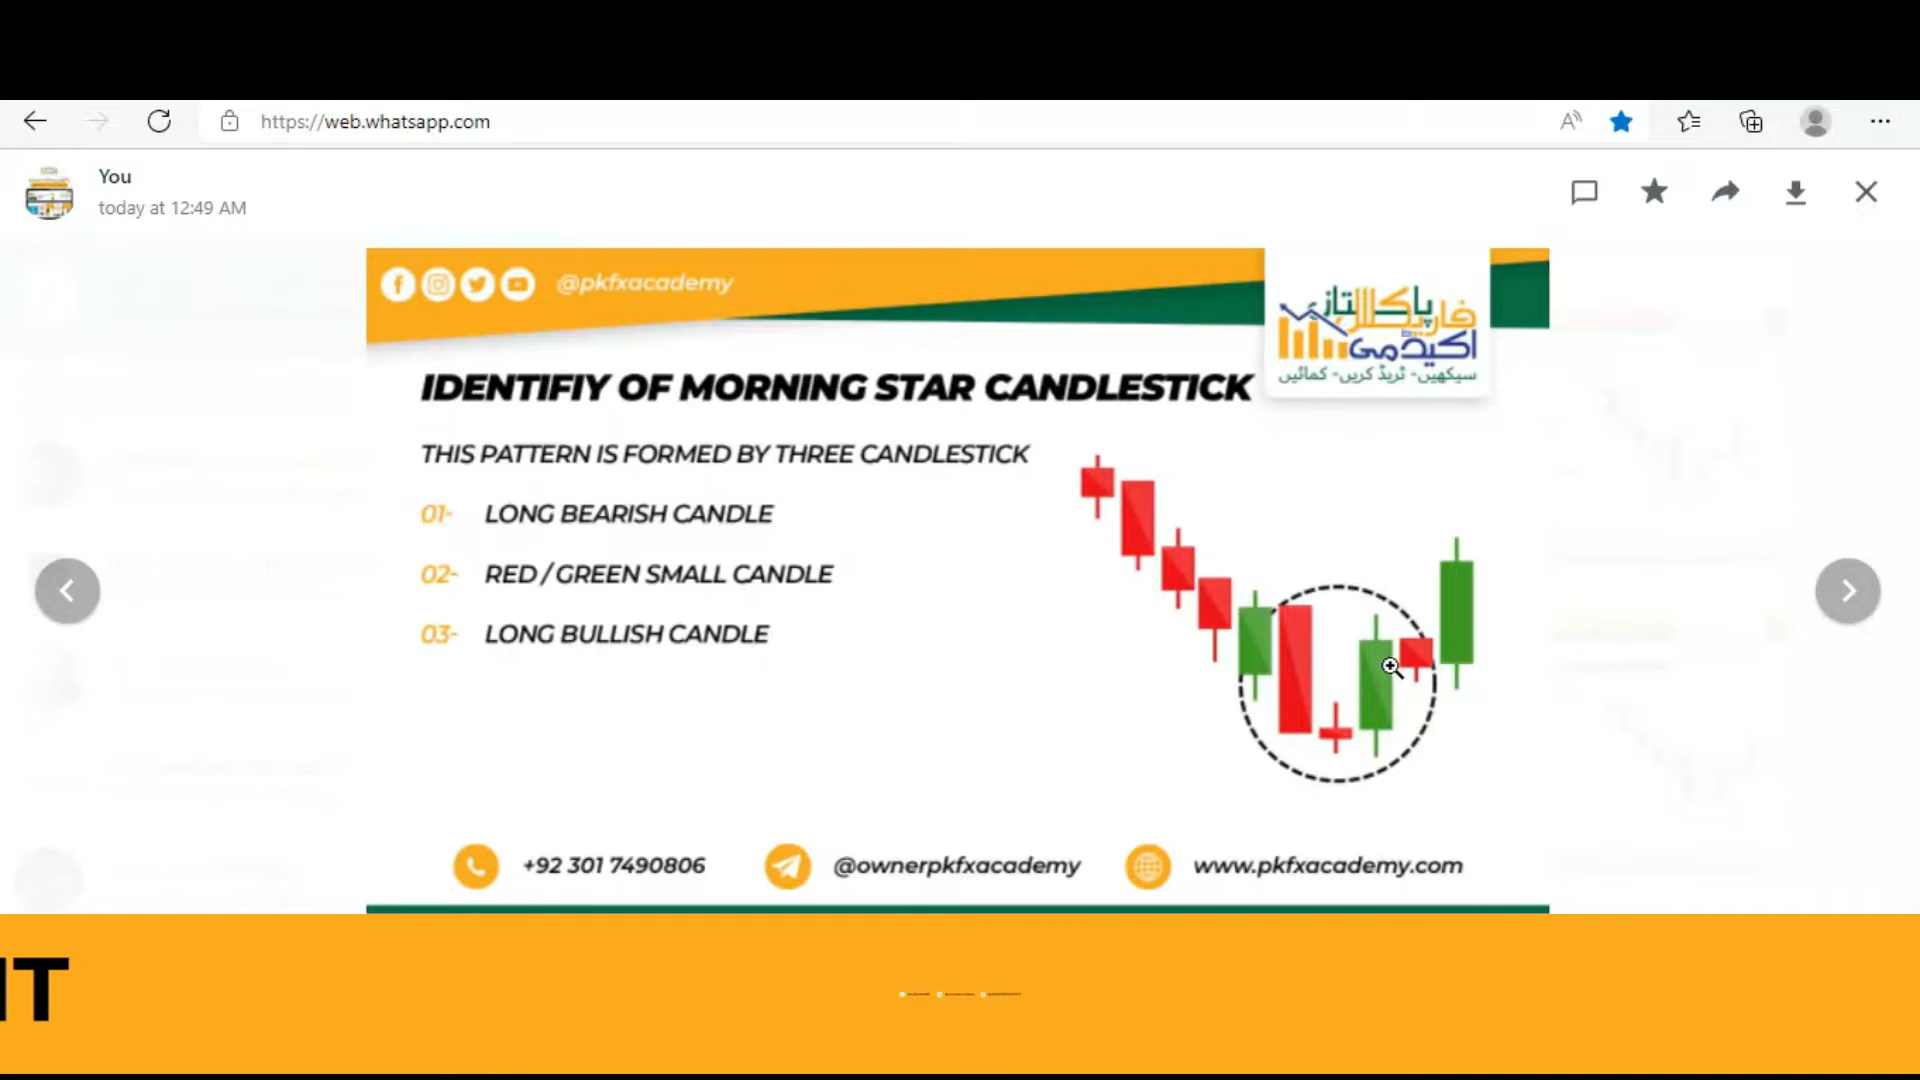 https://web.whatsapp.com
You
today at 12:49 AM
@pkfxacademy
پاکستان
فاریکس
اکیڈمی
سیکھیں- ٹریڈ کریں- کمائیں
IDENTIFIY OF MORNING STAR CANDLESTICK
THIS PATTERN IS FORMED BY THREE CANDLESTICK
01- LONG BEARISH CANDLE
02- RED / GREEN SMALL CANDLE
03- LONG BULLISH CANDLE
+92 301 7490806 @ownerpkfxacademy www.pkfxacademy.com